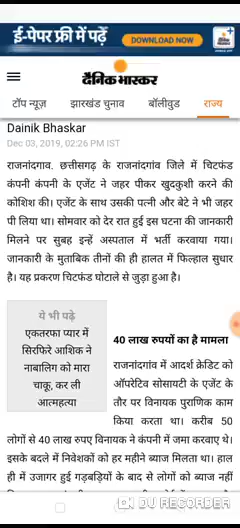 ई-पेपर फ्री में पढ़ें
DOWNLOAD NOW
दैनिक भास्कर
टॉप न्यूज़ झारखंड चुनाव बॉलीवुड राज्य
Dainik Bhaskar
Dec 03, 2019, 02:26 PM IST
राजनांदगाव. छत्तीसगढ़ के राजनांदगांव जिले में चिटफंड
कंपनी कंपनी के एजेंट ने जहर पीकर खुदकुशी करने की
कोशिश की। एजेंट के साथ उसकी पत्नी और बेटे ने भी जहर
पी लिया था। सोमवार को देर रात हुई इस घटना की जानकारी
मिलने पर सुबह इन्हें अस्पताल में भर्ती करवाया गया।
जानकारी के मुताबिक तीनों की ही हालत में फिल्हाल सुधार
है। यह प्रकरण चिटफंड घोटाले से जुड़ा हुआ है।
ये भी पढ़े
एकतरफा प्यार में
सिरफिरे आशिक ने
नाबालिग को मारा
चाकू, कर ली
आत्महत्या
40 लाख रुपयों का है मामला
राजनांदगांव में आदर्श क्रेडिट को
ऑपरेटिव सोसायटी के एजेंट के
तौर पर विनायक पुराणिक काम
किया करता था। करीब 50
लोगों से 40 लाख रुपए विनायक ने कंपनी में जमा करवाए थे।
इसके बदले में निवेशकों को हर महीने ब्याज मिलता था। हाल
ही में उजागर हुई गड़बड़ियों के बाद से लोगों को ब्याज नहीं
DU RECORDER